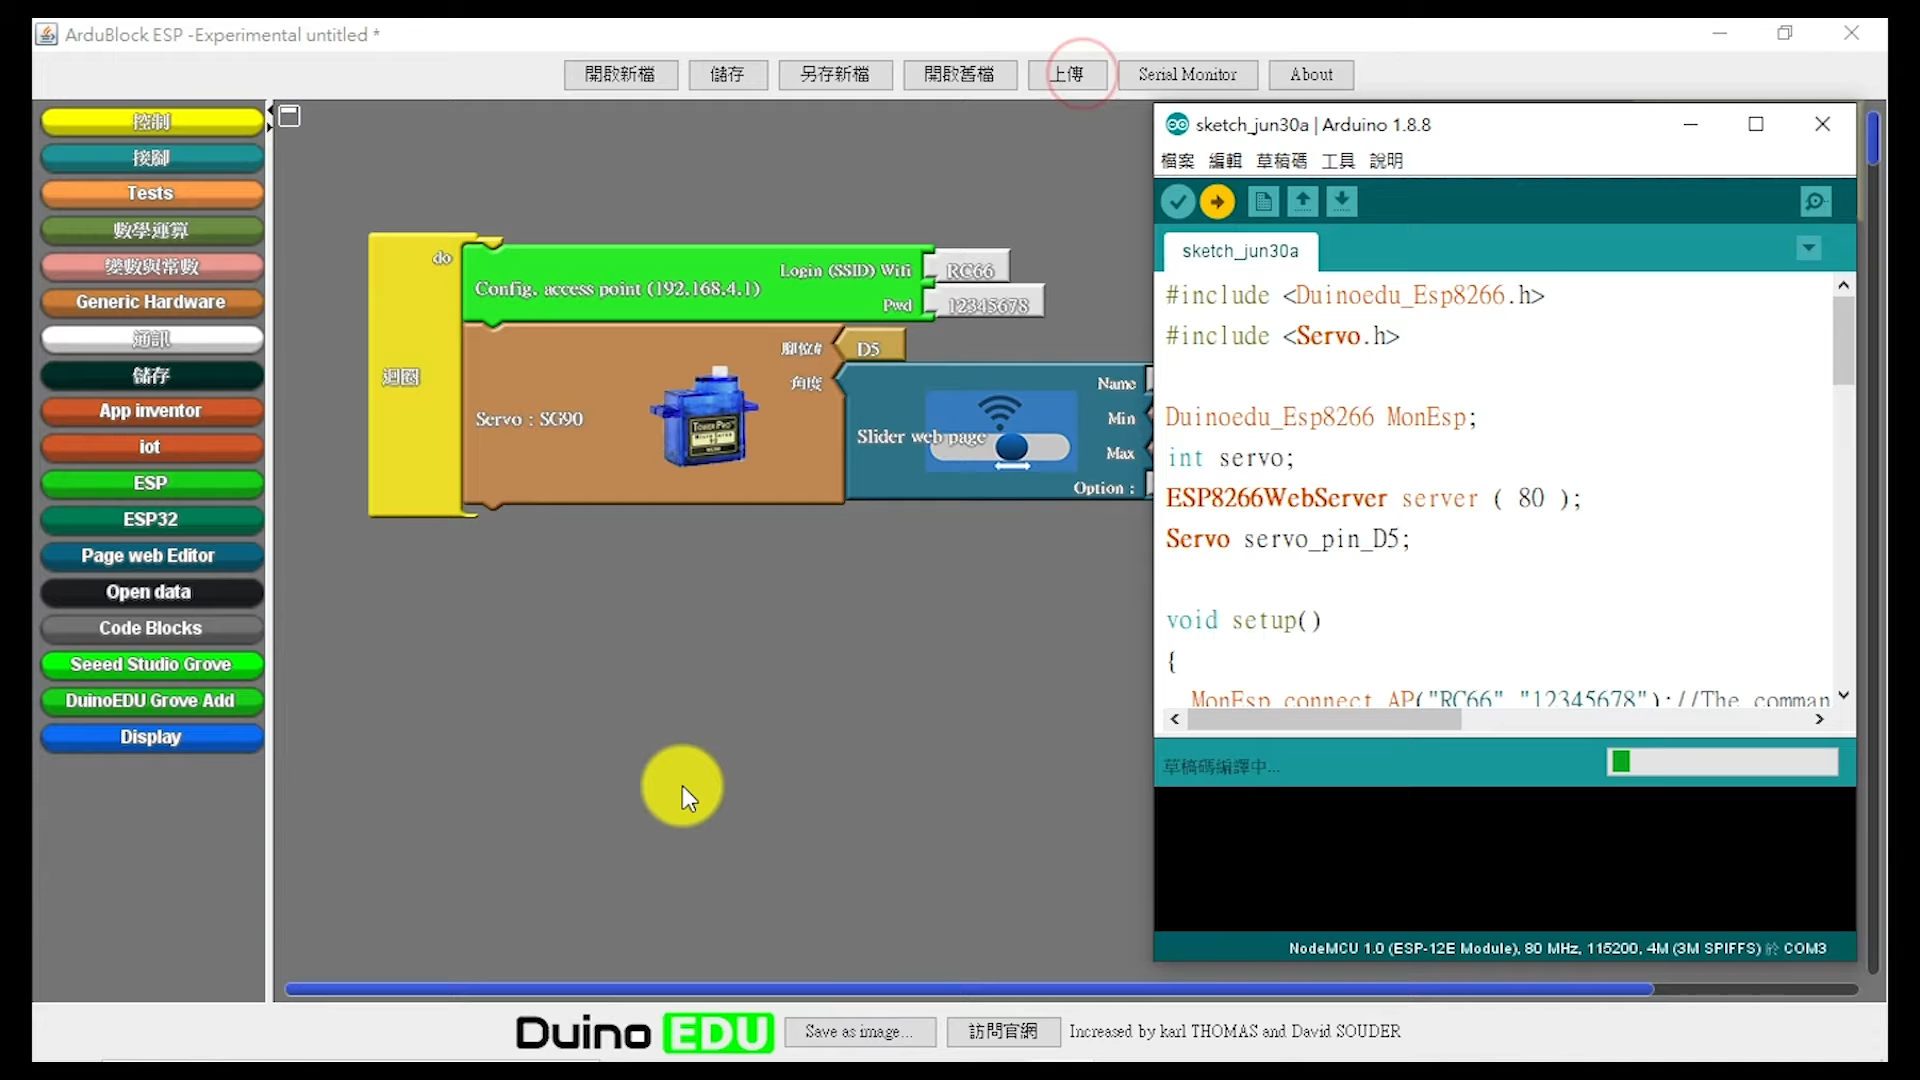 ArduBlock ESP -Experimental untitled *
開啟新檔 儲存 另存新檔 開啟舊檔 上傳 Serial Monitor About
控制
接腳
Tests
數學運算
變數與常數
Generic Hardware
通訊
儲存
App inventor
iot
ESP
ESP32
Page web Editor
Open data
Code Blocks
Seeed Studio Grove
DuinoEDU Grove Add
Display
迴圈
do
Config. access point (192.168.4.1)
Login (SSID) Wifi RC66
Pwd 12345678
Servo : SG90
腳位#
D5
角度
TowerPro
Slider web page
Name
Min
Max
Option :
sketch_jun30a | Arduino 1.8.8
檔案 編輯 草稿碼 工具 說明
sketch_jun30a
#include <Duinoedu_Esp8266.h>
#include <Servo.h>
Duinoedu_Esp8266 MonEsp;
int servo;
ESP8266WebServer server ( 80 );
Servo servo_pin_D5;
void setup()
{
MonEsp.connect_AP("RC66","12345678");//The comman
草稿碼編譯中...
NodeMCU 1.0 (ESP-12E Module), 80 MHz, 115200, 4M (3M SPIFFS) 於 COM3
Duino EDU Save as image... 訪問官網 Increased by karl THOMAS and David SOUDER